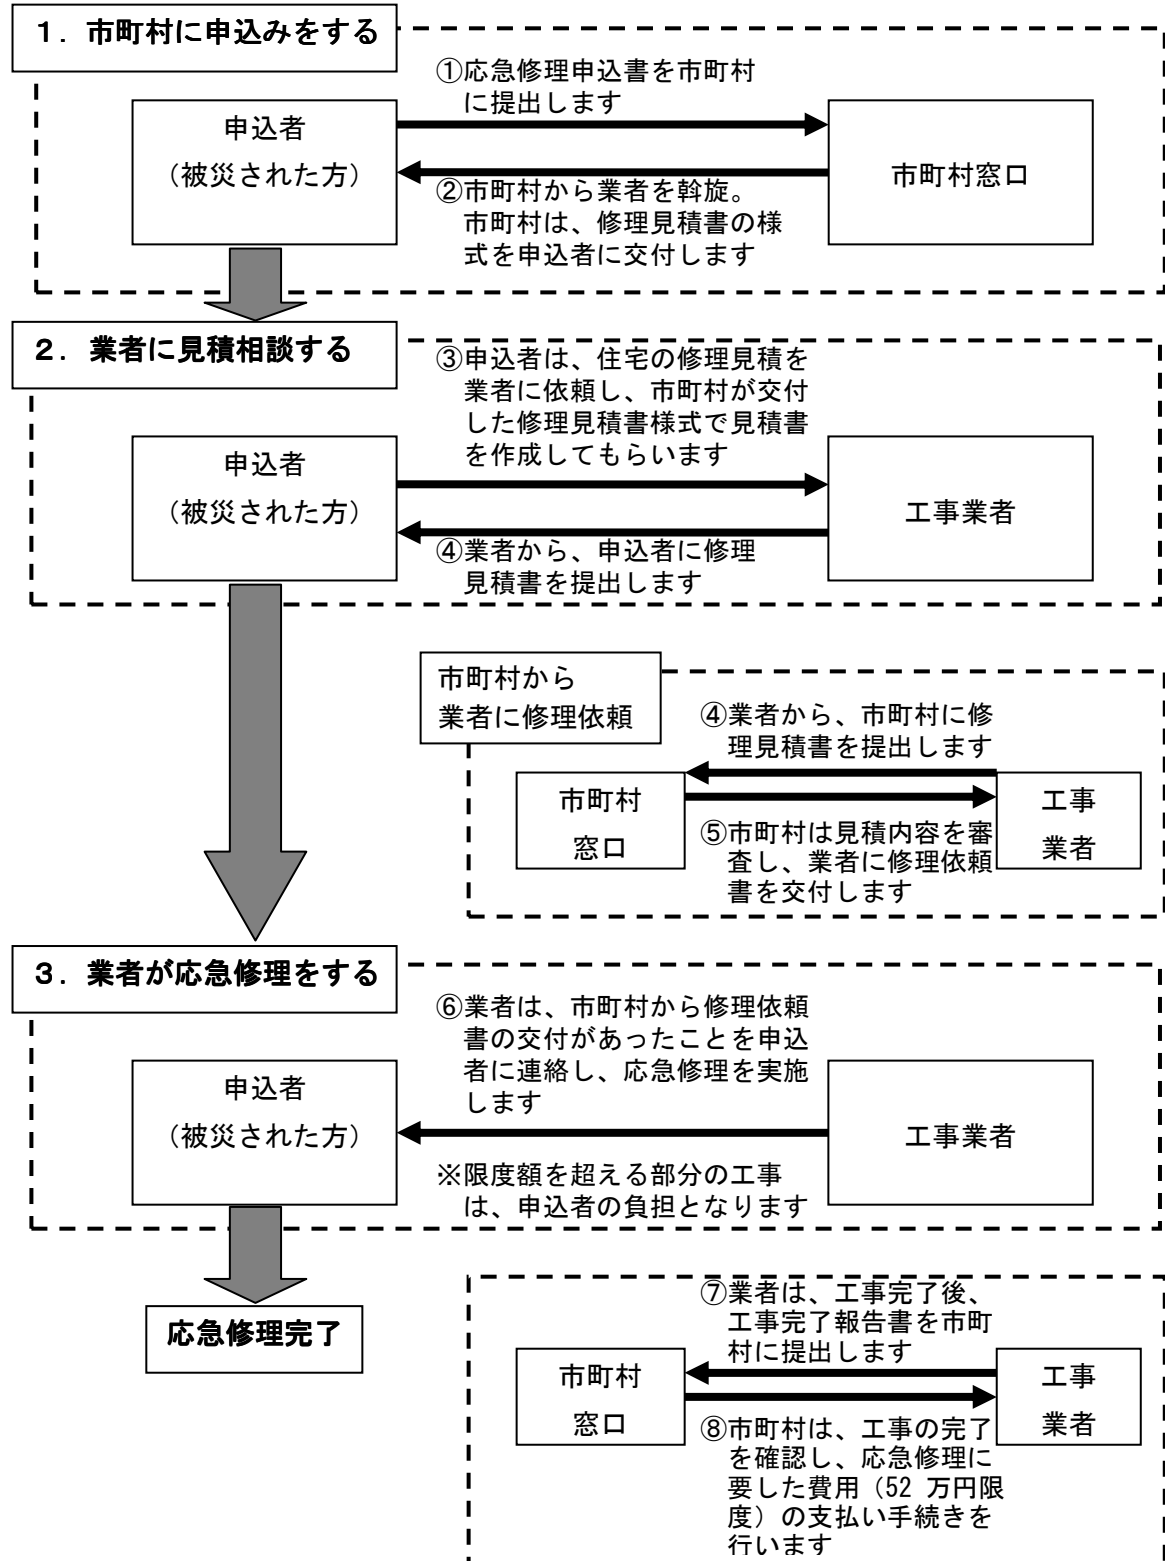 １．市町村に申込みをする
①応急修理申込書を市町村
に提出します
申込者
（被災された方）
市町村窓口
②市町村から業者を斡旋。
市町村は、修理見積書の様
式を申込者に交付します
２．業者に見積相談する
③申込者は、住宅の修理見積を
業者に依頼し、市町村が交付
した修理見積書様式で見積書
を作成してもらいます
申込者
（被災された方）
工事業者
④業者から、申込者に修理
見積書を提出します
市町村から
業者に修理依頼
④業者から、市町村に修
理見積書を提出します
市町村
窓口
工事
業者
⑤市町村は見積内容を審
査し、業者に修理依頼
書を交付します
３．業者が応急修理をする
⑥業者は、市町村から修理依頼
書の交付があったことを申込
者に連絡し、応急修理を実施
します
申込者
（被災された方）
工事業者
※限度額を超える部分の工事
は、申込者の負担となります
応急修理完了
⑦業者は、工事完了後、
工事完了報告書を市町
村に提出します
市町村
窓口
工事
業者
⑧市町村は、工事の完了
を確認し、応急修理に
要した費用（52 万円限
度）の支払い手続きを
行います